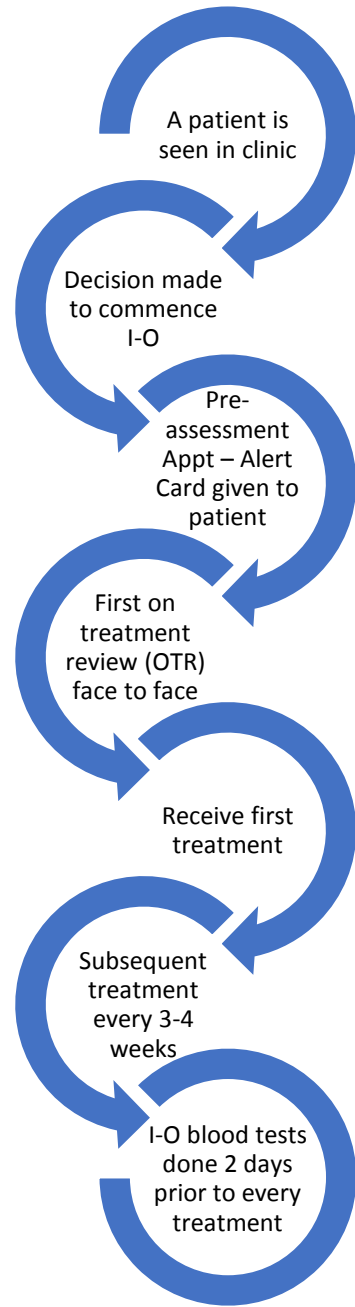 A patient is
seen in clinic
Decision made
to commence
I-O
Pre-
assessment
Appt – Alert
Card given to
patient
First on
treatment
review (OTR)
face to face
Receive first
treatment
Subsequent
treatment
every 3-4
weeks
I-O blood tests
done 2 days
prior to every
treatment